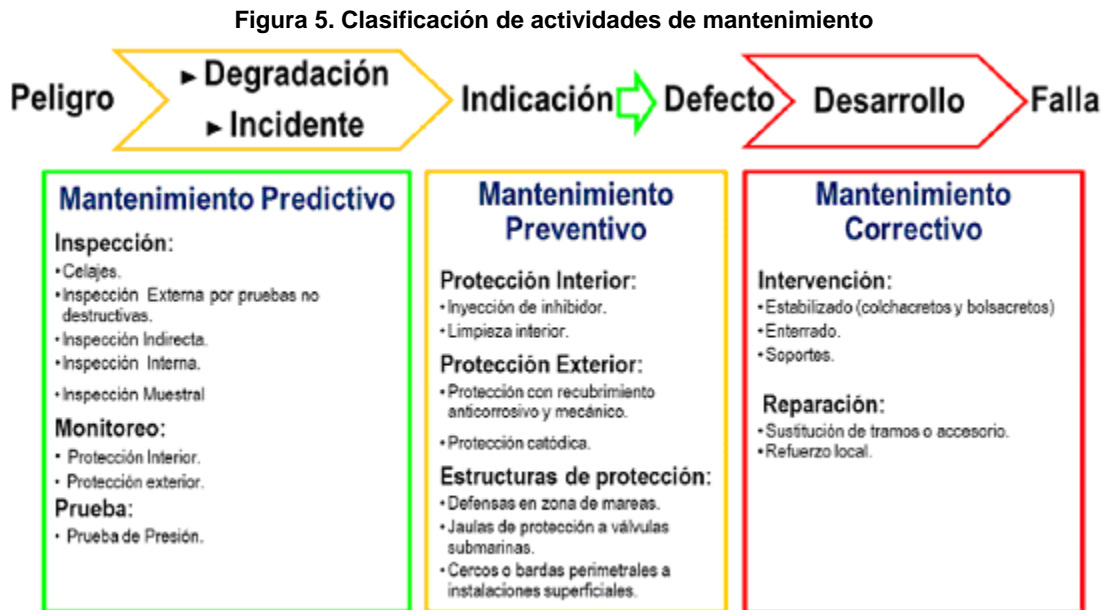 Figura 5. Clasificación de actividades de mantenimiento
Peligro
► Degradación
► Incidente
Indicación
Defecto
Desarrollo
Falla
Mantenimiento Predictivo
Inspección:
• Celajes.
• Inspección Externa por pruebas no
destructivas.
• Inspección Indirecta.
• Inspección Interna.
• Inspección Muestral
Monitoreo:
• Protección Interior.
• Protección exterior.
Prueba:
• Prueba de Presión.
Mantenimiento
Preventivo
Protección Interior:
• Inyección de inhibidor.
• Limpieza interior.
Protección Exterior:
• Protección con recubrimiento
anticorrosivo y mecánico.
• Protección catódica.
Estructuras de protección:
• Defensas en zona de mareas.
• Jaulas de protección a válvulas
submarinas.
• Cercos o bardas perimetrales a
instalaciones superficiales.
Mantenimiento
Correctivo
Intervención:
• Estabilizado (colchacretos y bolsacretos)
• Enterrado.
• Soportes.
Reparación:
• Sustitución de tramos o accesorio.
• Refuerzo local.